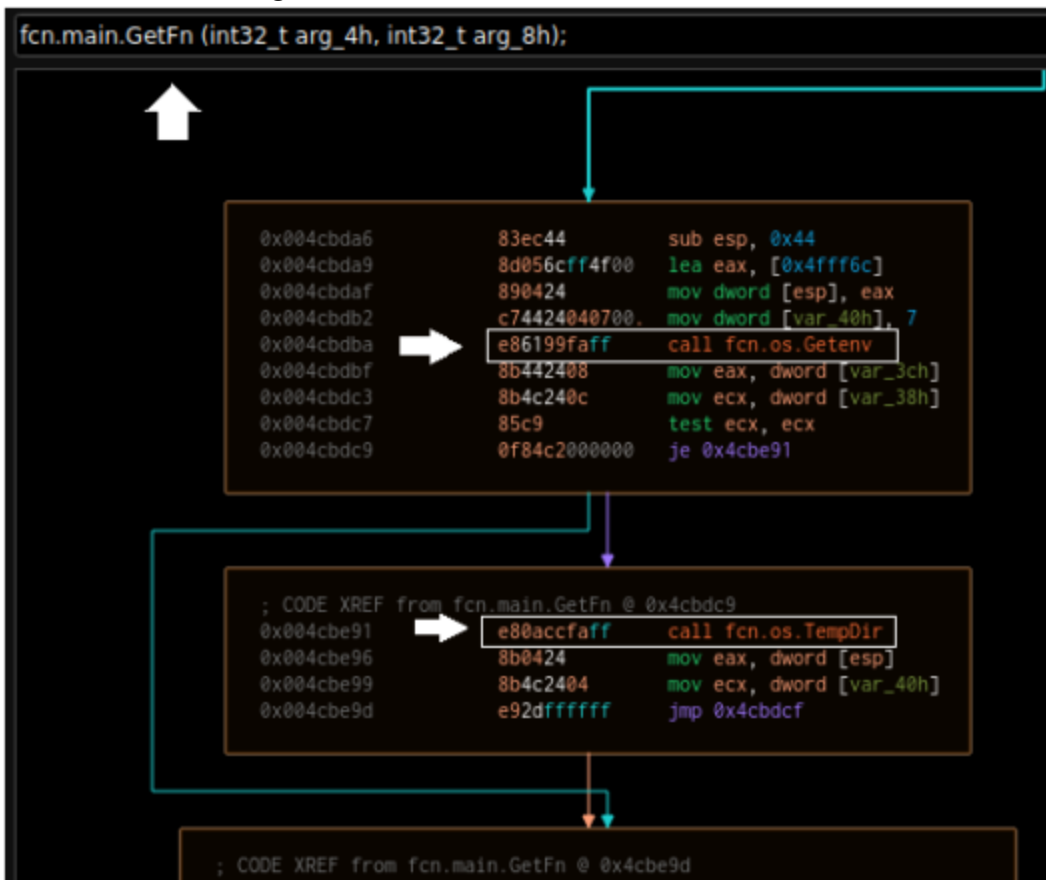 fcn.main.GetFn (int32_t arg_4h, int32_t arg_8h);
0x004cbda6 83ec44 sub esp, 0x44
0x004cbda9 8d056cff4f00 lea eax, [0x4fff6c]
0x004cbdaf 890424 mov dword [esp], eax
0x004cbdb2 c74424040700. mov dword [var_40h], 7
0x004cbdba e86199faff call fcn.os.Getenv
0x004cbdbf 8b442408 mov eax, dword [var_3ch]
0x004cbdc3 8b4c240c mov ecx, dword [var_38h]
0x004cbdc7 85c9 test ecx, ecx
0x004cbdc9 0f84c2000000 je 0x4cbe91
; CODE XREF from fcn.main.GetFn @ 0x4cbdc9
0x004cbe91 e80accfaff call fcn.os.TempDir
0x004cbe96 8b0424 mov eax, dword [esp]
0x004cbe99 8b4c2404 mov ecx, dword [var_40h]
0x004cbe9d e92dffffff jmp 0x4cbdcf
; CODE XREF from fcn.main.GetFn @ 0x4cbe9d